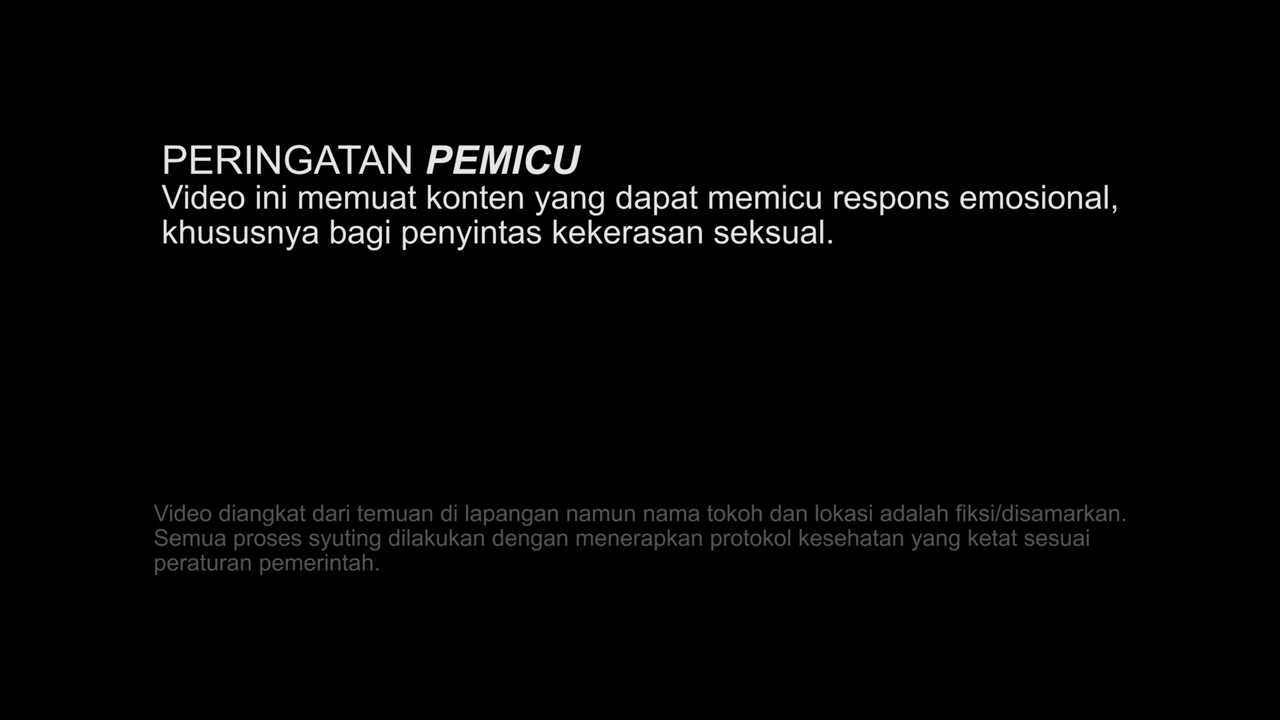 PERINGATAN PEMICU
Video ini memuat konten yang dapat memicu respons emosional,
khususnya bagi penyintas kekerasan seksual.
Video diangkat dari temuan di lapangan namun nama tokoh dan lokasi adalah fiksi/disamarkan.
Semua proses syuting dilakukan dengan menerapkan protokol kesehatan yang ketat sesuai
peraturan pemerintah.